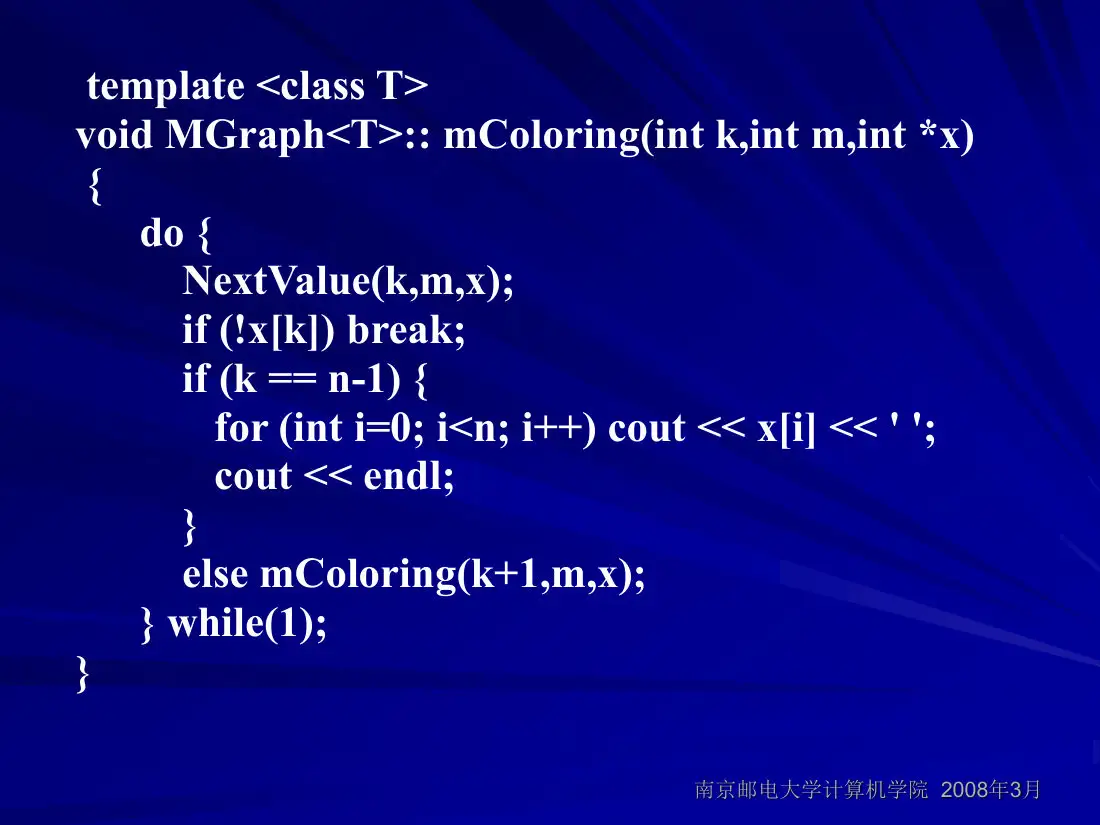 template <class T>
void MGraph<T>:: mColoring(int k,int m,int *x)
{
do {
NextValue(k,m,x);
if (!x[k]) break;
if (k == n-1) {
for (int i=0; i<n; i++) cout << x[i] << ' ';
cout << endl;
}
else mColoring(k+1,m,x);
} while(1);
}
南京邮电大学计算机学院 2008年3月